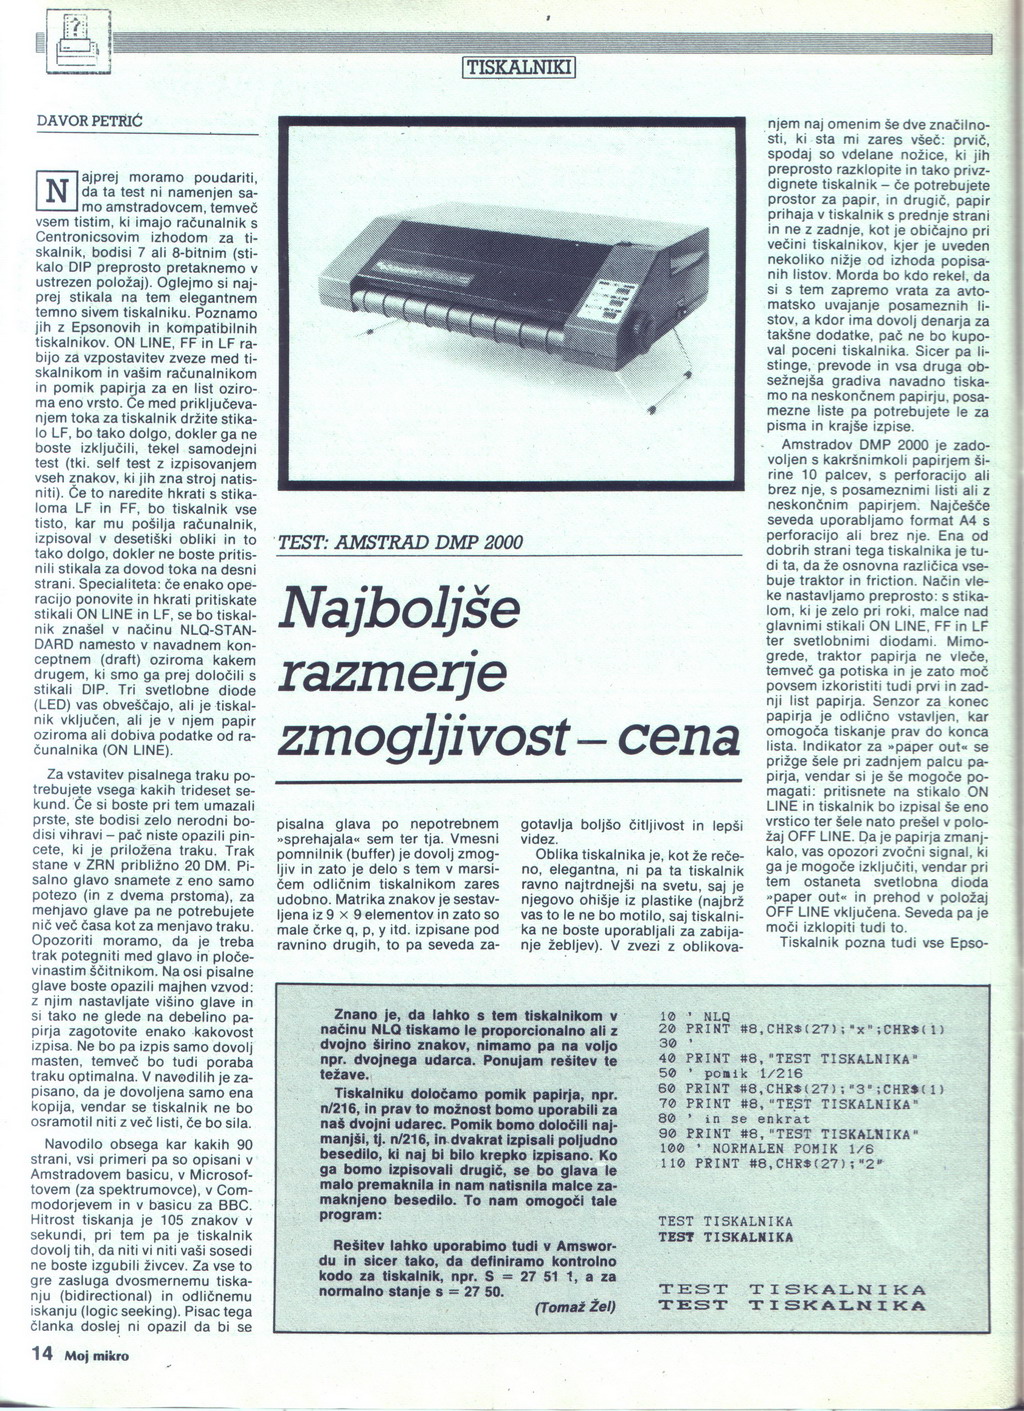 TISKALNIKI
DAVOR PETRIĆ
Najprej moramo poudariti,
da ta test ni namenjen sa-
mo amstradovcem, temveč
vsem tistim, ki imajo računalnik s
Centronicsovim izhodom za ti-
skalnik, bodisi 7 ali 8-bitnim (sti-
kalo DIP preprosto pretaknemo v
ustrezen položaj). Oglejmo si naj-
prej stikala na tem elegantnem
temno sivem tiskalniku. Poznamo
jih z Epsonovih in kompatibilnih
tiskalnikov. ON LINE, FF in LF ra-
bijo za vzpostavitev zveze med ti-
skalnikom in vašim računalnikom
in pomik papirja za en list oziro-
ma eno vrsto. Če med priključeva-
njem toka za tiskalnik držite stika-
lo LF, bo tako dolgo, dokler ga ne
boste izključili, tekel samodejni
test (tki. self test z izpisovanjem
vseh znakov, ki jih zna stroj natis-
niti). Če to naredite hkrati s stika-
loma LF in FF, bo tiskalnik vse
tisto, kar mu pošilja računalnik,
izpisoval v desetiški obliki in to
tako dolgo, dokler ne boste pritis-
nili stikala za dovod toka na desni
strani. Specialiteta: če enako ope-
racijo ponovite in hkrati pritiskate
stikali ON LINE in LF, se bo tiskal-
nik znašel v načinu NLQ-STAN-
DARD namesto v navadnem kon-
ceptnem (draft) oziroma kakem
drugem, ki smo ga prej določili s
stikali DIP. Tri svetlobne diode
(LED) vas obveščajo, ali je tiskal-
nik vključen, ali je v njem papir
oziroma ali dobiva podatke od ra-
čunalnika (ON LINE).
Za vstavitev pisalnega traku po-
trebujete vsega kakih trideset se-
kund. Če si boste pri tem umazali
prste, ste bodisi zelo nerodni bo-
disi vihravi – pač niste opazili pin-
cete, ki je priložena traku. Trak
stane v ZRN približno 20 DM. Pi-
salno glavo snamete z eno samo
potezo (in z dvema prstoma), za
menjavo glave pa ne potrebujete
nič več časa kot za menjavo traku.
Opozoriti moramo, da je treba
trak potegniti med glavo in ploče-
vinastim ščitnikom. Na osi pisalne
glave boste opazili majhen vzvod:
z njim nastavljate višino glave in
si tako ne glede na debelino pa-
pirja zagotovite enako kakovost
izpisa. Ne bo pa izpis samo dovolj
masten, temveč bo tudi poraba
traku optimalna. V navodilih je za-
pisano, da je dovoljena samo ena
kopija, vendar se tiskalnik ne bo
osramotil niti z več listi, če bo sila.
Navodilo obsega kar kakih 90
strani, vsi primeri pa so opisani v
Amstradovem basicu, v Microsof-
tovem (za spektrumovce), v Com-
modorjevem in v basicu za BBC.
Hitrost tiskanja je 105 znakov v
sekundi, pri tem pa je tiskalnik
dovolj tih, da niti vi niti vaši sosedi
ne boste izgubili živcev. Za vse to
gre zasluga dvosmernemu tiska-
nju (bidirectional) in odličnemu
iskanju (logic seeking). Pisac tega
članka doslej ni opazil da bi se
TEST: AMSTRAD DMP 2000
Najboljše
razmerje
zmogljivost – cena
pisalna glava po nepotrebnem
»sprehajala« sem ter tja. Vmesni
pomnilnik (buffer) je dovolj zmog-
ljiv in zato je delo s tem v marsi-
čem odličnim tiskalnikom zares
udobno. Matrika znakov je sestav-
ljena iz 9 × 9 elementov in zato so
male črke q, p, y itd. izpisane pod
ravnino drugih, to pa seveda za-
gotavlja boljšo čitljivost in lepši
videz.
Oblika tiskalnika je, kot že reče-
no, elegantna, ni pa ta tiskalnik
ravno najtrdnejši na svetu, saj je
njegovo ohišje iz plastike (najbrž
vas to le ne bo motilo, saj tiskalni-
ka ne boste uporabljali za zabija-
nje žebljev). V zvezi z oblikova-
njem naj omenim še dve značilno-
sti, ki sta mi zares všeč: prvič,
spodaj so vdelane nožice, ki jih
preprosto razklopite in tako privz-
dignete tiskalnik – če potrebujete
prostor za papir, in drugič, papir
prihaja v tiskalnik s prednje strani
in ne z zadnje, kot je običajno pri
večini tiskalnikov, kjer je uveden
nekoliko nižje od izhoda popisa-
nih listov. Morda bo kdo rekel, da
si s tem zapremo vrata za avto-
matsko uvajanje posameznih li-
stov, a kdor ima dovolj denarja za
takšne dodatke, pač ne bo kupo-
val poceni tiskalnika. Sicer pa li-
stinge, prevode in vsa druga ob-
sežnejša gradiva navadno tiska-
mo na neskončnem papirju, posa-
mezne liste pa potrebujete le za
pisma in krajše izpise.
Amstradov DMP 2000 je zado-
voljen s kakršnimkoli papirjem ši-
rine 10 palcev, s perforacijo ali
brez nje, s posameznimi listi ali z
neskončnim papirjem. Najčešče
seveda uporabljamo format A4 s
perforacijo ali brez nje. Ena od
dobrih strani tega tiskalnika je tu-
di ta, da že osnovna različica vse-
buje traktor in friction. Način vle-
ke nastavljamo preprosto: s stika-
lom, ki je zelo pri roki, malce nad
glavnimi stikali ON LINE, FF in LF
ter svetlobnimi diodami. Mimo-
grede, traktor papirja ne vleče,
temveč ga potiska in je zato moč
povsem izkoristiti tudi prvi in zad-
nji list papirja. Senzor za konec
papirja je odlično vstavljen, kar
omogoča tiskanje prav do konca
lista. Indikator za »paper out« se
prižge šele pri zadnjem palcu pa-
pirja, vendar si je še mogoče po-
magati: pritisnete na stikalo ON
LINE in tiskalnik bo izpisal še eno
vrstico ter šele nato prešel v polo-
žaj OFF LINE. Da je papirja zmanj-
kalo, vas opozori zvočni signal, ki
ga je mogoče izključiti, vendar pri
tem ostaneta svetlobna dioda
»paper out« in prehod v položaj
OFF LINE vključena. Seveda pa je
moči izklopiti tudi to.
Tiskalnik pozna tudi vse Epso-
Znano je, da lahko s tem tiskalnikom v
načinu NLQ tiskamo le proporcionalno ali z
dvojno širino znakov, nimamo pa na voljo
npr. dvojnega udarca. Ponujam rešitev te
težave.
Tiskalniku določamo pomik papirja, npr.
n/216, in prav to možnost bomo uporabili za
naš dvojni udarec. Pomik bomo določili naj-
manjši, tj. n/216, in dvakrat izpisali poljudno
besedilo, ki naj bi bilo krepko izpisano. Ko
ga bomo izpisovali drugič, se bo glava le
malo premaknila in nam natisnila malce za-
maknjeno besedilo. To nam omogoči tale
program:
Rešitev lahko uporabimo tudi v Amswor-
du in sicer tako, da definiramo kontrolno
kodo za tiskalnik, npr. S = 27 51 1, a za
normalno stanje s = 27 50.
(Tomaž Žel)
10 ' NLQ
20 PRINT #8,CHR$(27);"x";CHR$(1)
30 '
40 PRINT #8,"TEST TISKALNIKA"
50 ' pomik 1/216
60 PRINT #8,CHR$(27);"3";CHR$(1)
70 PRINT #8,"TEST TISKALNIKA"
80 ' in se enkrat
90 PRINT #8,"TEST TISKALNIKA"
100 ' NORMALEN POMIK 1/6
110 PRINT #8,CHR$(27);"2"
TEST TISKALNIKA
TEST TISKALNIKA
TEST TISKALNIKA
TEST TISKALNIKA
14 Moj mikro